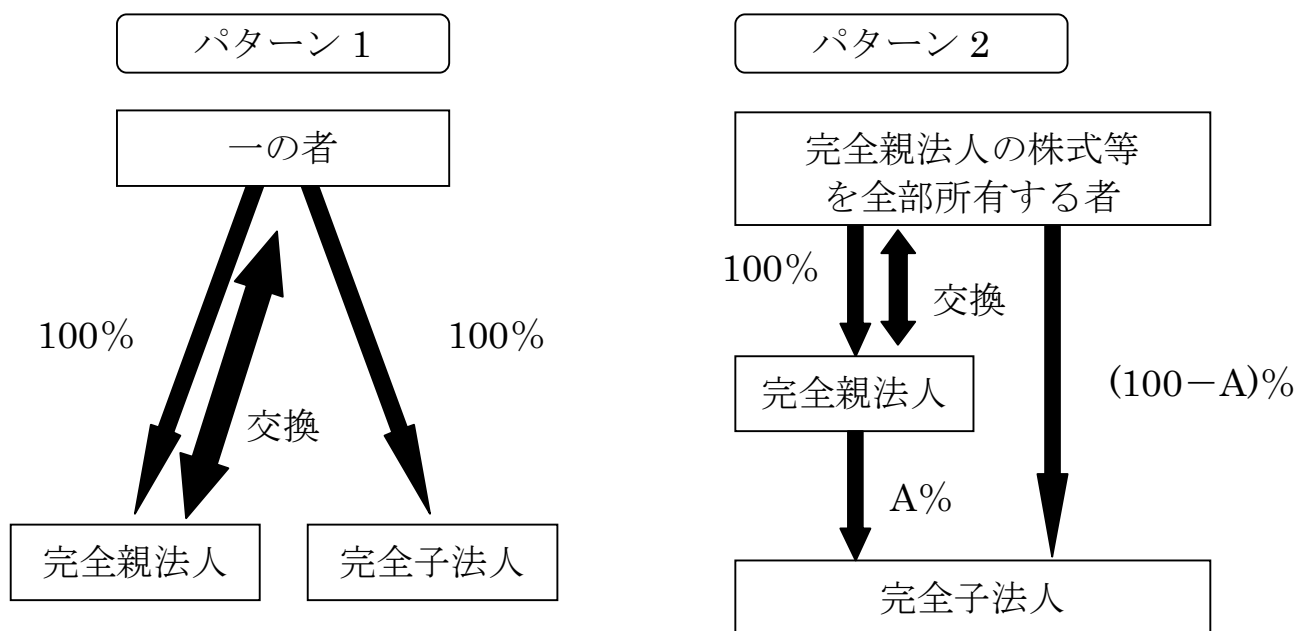 パターン 1
一の者
100%
100%
交換
完全親法人
完全子法人
パターン 2
完全親法人の株式等
を全部所有する者
100%
交換
(100－A)%
完全親法人
A%
完全子法人